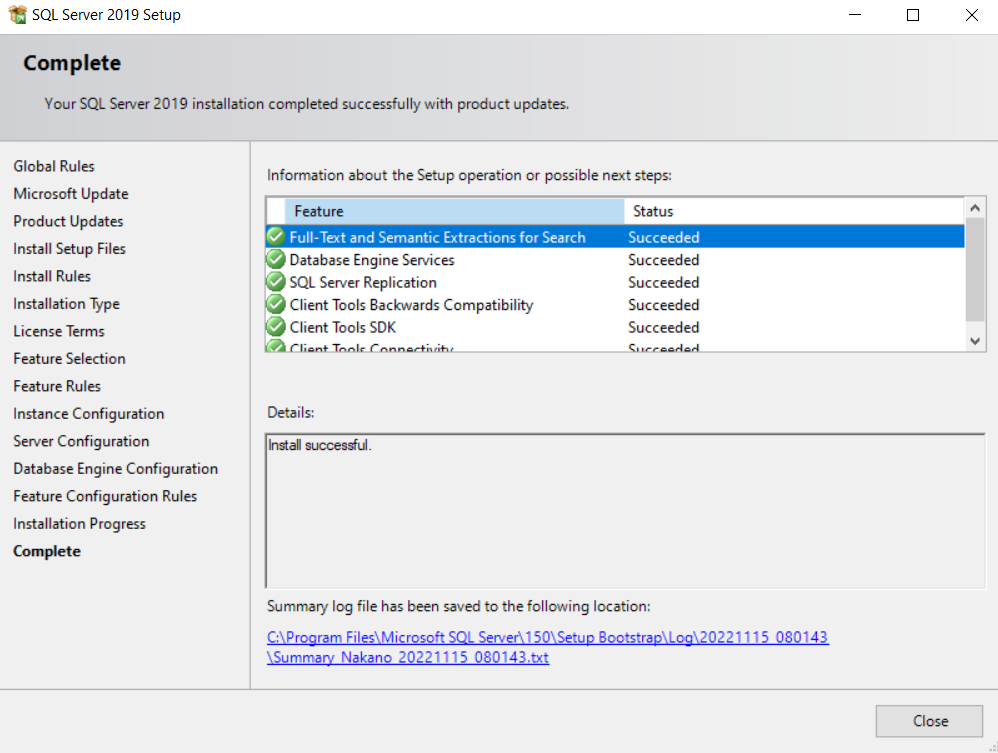 SQL Server 2019 Setup
Complete
Your SQL Server 2019 installation completed successfully with product updates.
Global Rules
Microsoft Update
Product Updates
Install Setup Files
Install Rules
Installation Type
License Terms
Feature Selection
Feature Rules
Instance Configuration
Server Configuration
Database Engine Configuration
Feature Configuration Rules
Installation Progress
Complete
Information about the Setup operation or possible next steps:
Feature Status
Full-Text and Semantic Extractions for Search Succeeded
Database Engine Services Succeeded
SQL Server Replication Succeeded
Client Tools Backwards Compatibility Succeeded
Client Tools SDK Succeeded
Client Tools Connectivity Succeeded
Details:
Install successful.
Summary log file has been saved to the following location:
C:\Program Files\Microsoft SQL Server\150\Setup Bootstrap\Log\20221115_080143
\Summary_Nakano_20221115_080143.txt
Close